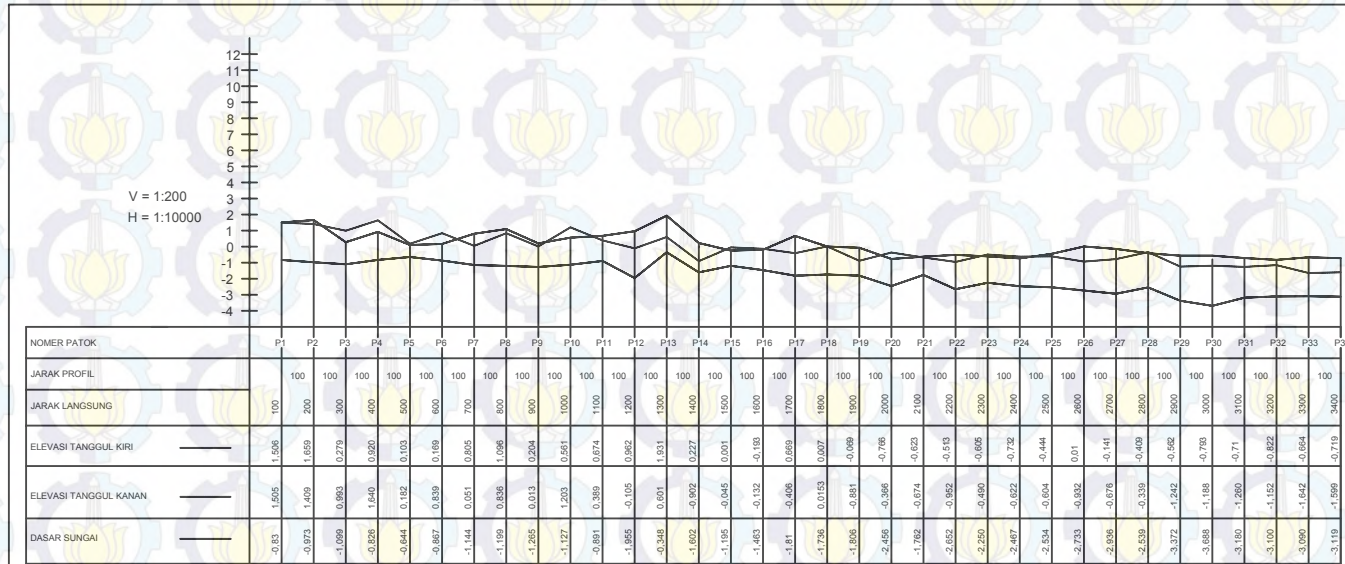 12
11
10
9
8
7
6
5
4
3
2
1
0
-1
-2
-3
-4
V = 1:200
H = 1:10000
NOMER PATOK P1 P2 P3 P4 P5 P6 P7 P8 P9 P10 P11 P12 P13 P14 P15 P16 P17 P18 P19 P20 P21 P22 P23 P24 P25 P26 P27 P28 P29 P30 P31 P32 P33 P3
JARAK PROFIL 100 100 100 100 100 100 100 100 100 100 100 100 100 100 100 100 100 100 100 100 100 100 100 100 100 100 100 100 100 100 100 100 100
JARAK LANGSUNG 100 200 300 400 500 600 700 800 900 1000 1100 1200 1300 1400 1500 1600 1700 1800 1900 2000 2100 2200 2300 2400 2500 2600 2700 2800 2900 3000 3100 3200 3300 3400
ELEVASI TANGGUL KIRI 1,506 1,659 0,279 0,920 0,103 0,169 0,805 1,096 0,204 0,561 0,674 0,962 1,931 0,227 0,001 -0,193 0,669 0,007 -0,069 -0,766 -0,623 -0,513 -0,605 -0,732 -0,444 0,01 -0,141 -0,409 -0,562 -0,793 -0,71 -0,822 -0,664 -0,719
ELEVASI TANGGUL KANAN 1,505 1,409 0,993 1,640 0,182 0,839 0,051 0,836 0,013 1,203 0,389 -0,105 0,601 -0,902 -0,045 -0,132 -0,406 0,0153 -0,881 -0,366 -0,674 -0,952 -0,490 -0,622 -0,604 -0,932 -0,676 -0,339 -1,242 -1,188 -1,260 -1,152 -1,642 -1,599
DASAR SUNGAI -0,83 -0,973 -1,099 -0,826 -0,644 -0,867 -1,144 -1,199 -1,265 -1,127 -0,891 -1,955 -0,348 -1,602 -1,195 -1,463 -1,81 -1,736 -1,806 -2,456 -1,762 -2,652 -2,250 -2,467 -2,534 -2,733 -2,936 -2,539 -3,372 -3,688 -3,180 -3,100 -3,090 -3,119